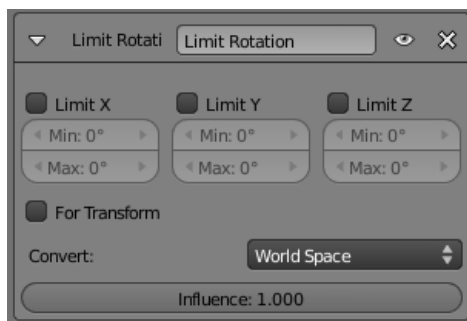 Limit Rotati Limit Rotation
Limit X Limit Y Limit Z
Min: 0° Min: 0° Min: 0°
Max: 0° Max: 0° Max: 0°
For Transform
Convert: World Space
Influence: 1.000